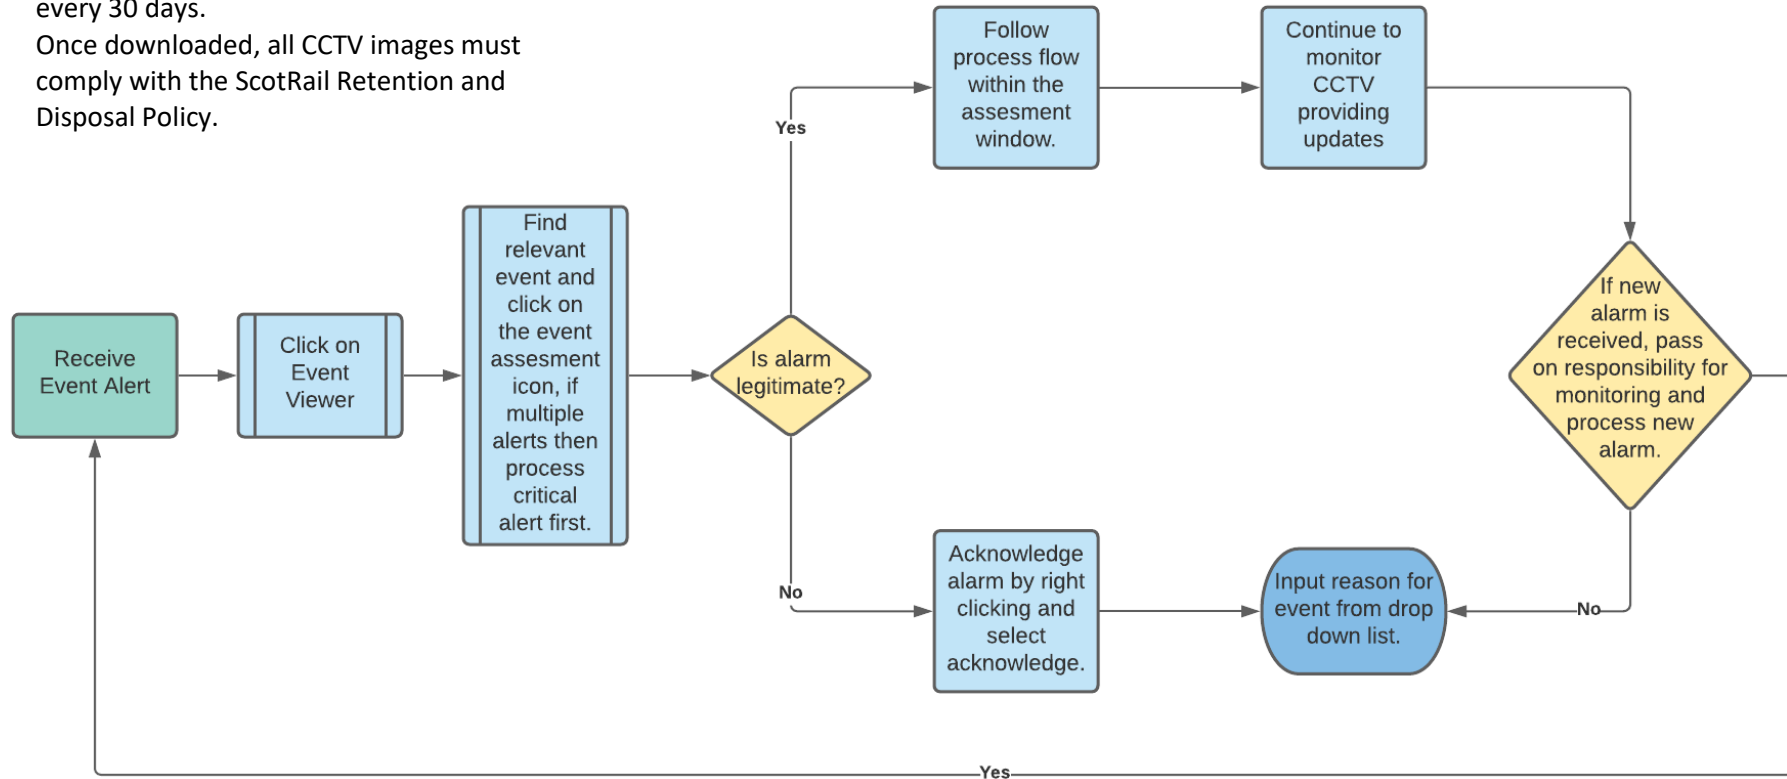 every 30 days.
Once downloaded, all CCTV images must
comply with the ScotRail Retention and
Disposal Policy.
Receive
Event Alert
Click on
Event
Viewer
Find
relevant
event and
click on
the event
assesment
icon, if
multiple
alerts then
process
critical
alert first.
Is alarm
legitimate?
Yes
Follow
process flow
within the
assesment
window.
Continue to
monitor
CCTV
providing
updates
If new
alarm is
received, pass
on responsibility for
monitoring and
process new
alarm.
No
Acknowledge
alarm by right
clicking and
select
acknowledge.
Input reason for
event from drop
down list.
No
Yes